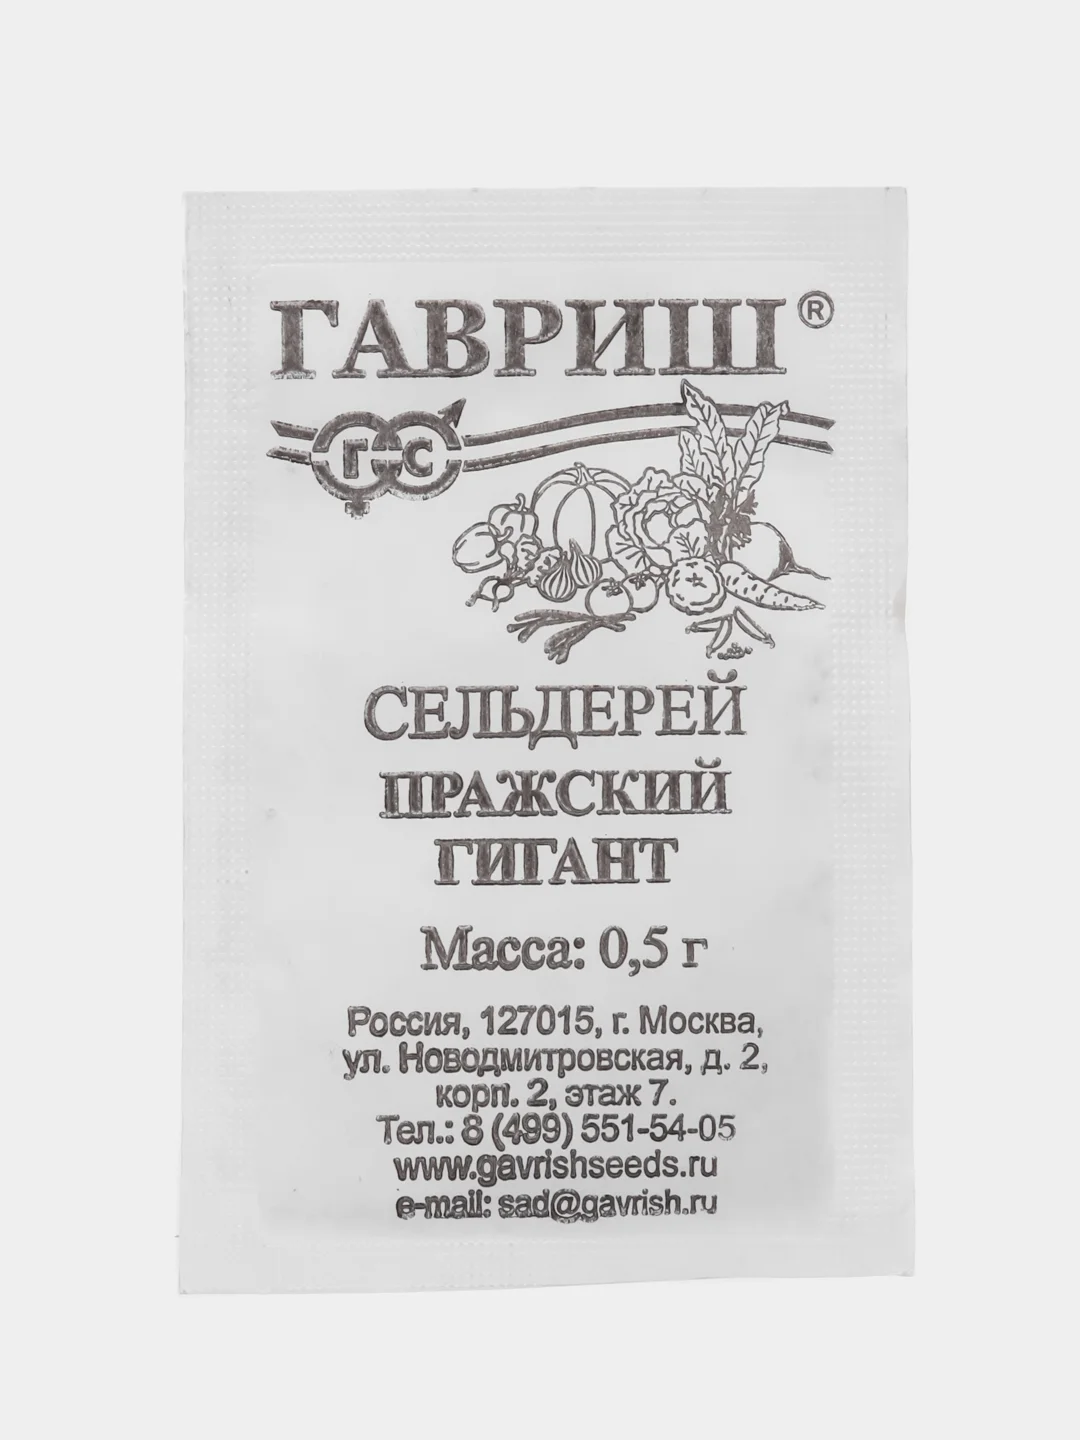 ГАВРИШ®
ГС
СЕЛЬДЕРЕЙ
ПРАЖСКИЙ
ГИГАНТ
Масса: 0,5 г
Россия, 127015, г. Москва,
ул. Новодмитровская, д. 2,
корп. 2, этаж 7.
Тел.: 8 (499) 551-54-05
www.gavrishseeds.ru
e-mail: sad@gavrish.ru